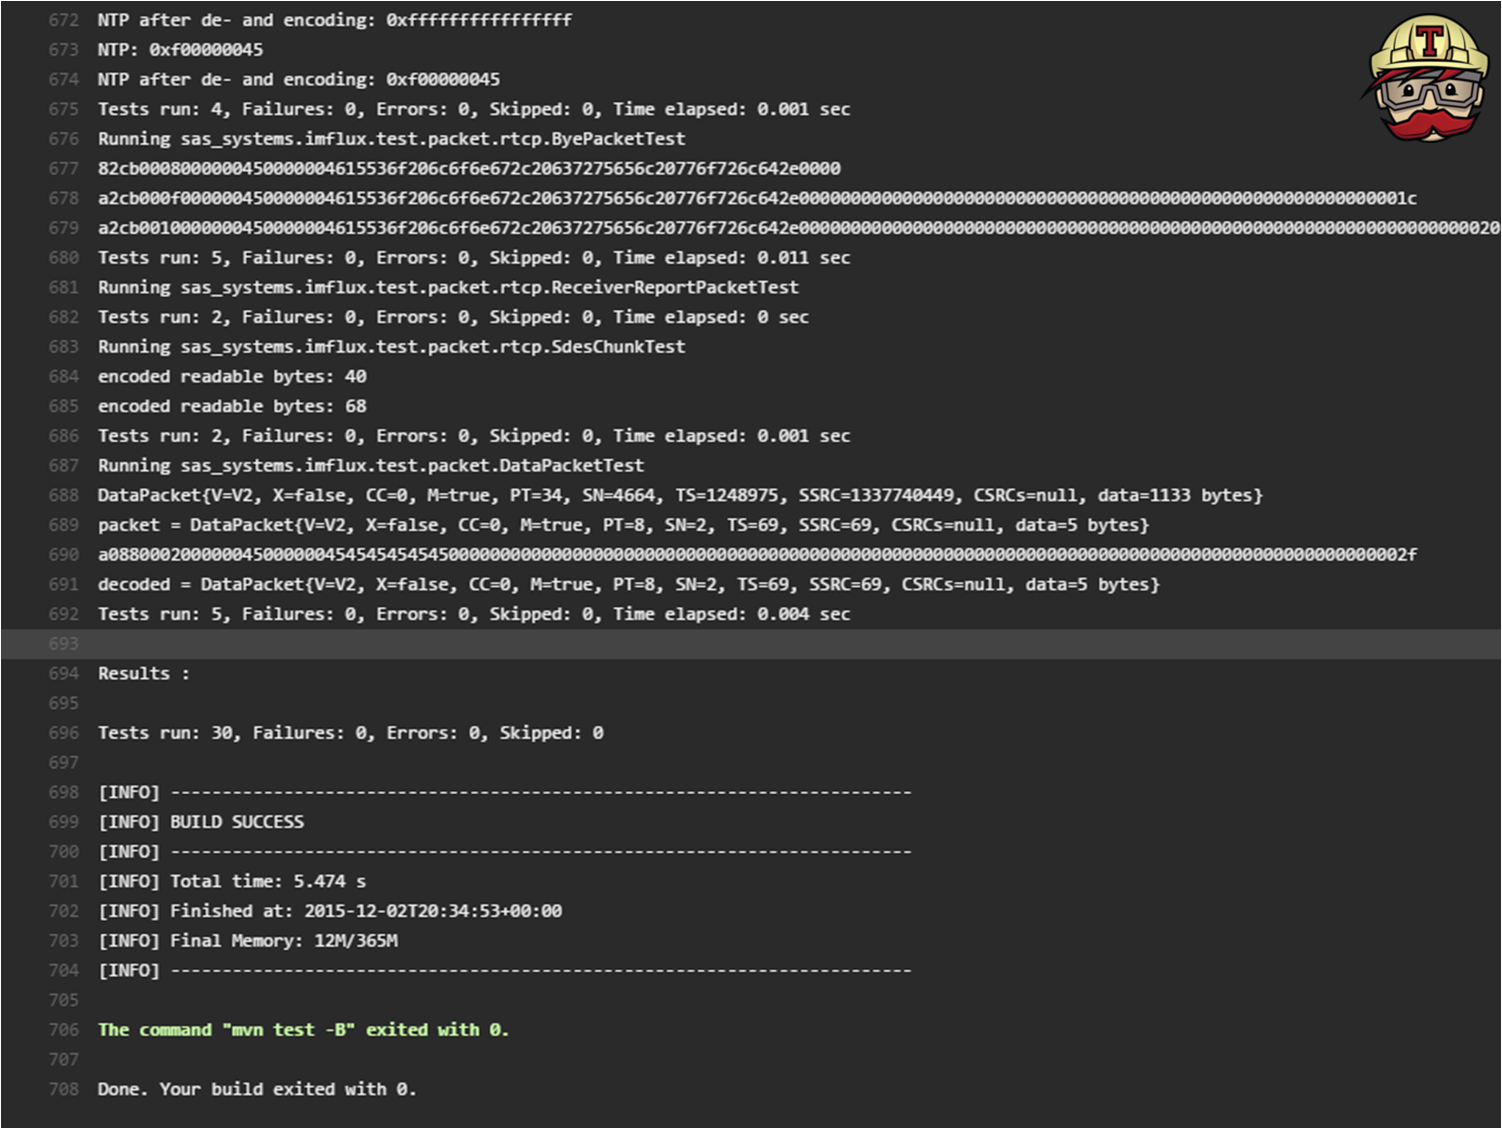 672 NTP after de- and encoding: 0xffffffffffffffff
673 NTP: 0xf00000045
674 NTP after de- and encoding: 0xf00000045
675 Tests run: 4, Failures: 0, Errors: 0, Skipped: 0, Time elapsed: 0.001 sec
676 Running sas_systems.imflux.test.packet.rtcp.ByePacketTest
677 82cb0008000000450000004615536f206c6f6e672c20637275656c20776f726c642e0000
678 a2cb000f000000450000004615536f206c6f6e672c20637275656c20776f726c642e00000000000000000000000000000000000000000000000000000000001c
679 a2cb0010000000450000004615536f206c6f6e672c20637275656c20776f726c642e00000000000000000000000000000000000000000000000000000000000000000020
680 Tests run: 5, Failures: 0, Errors: 0, Skipped: 0, Time elapsed: 0.011 sec
681 Running sas_systems.imflux.test.packet.rtcp.ReceiverReportPacketTest
682 Tests run: 2, Failures: 0, Errors: 0, Skipped: 0, Time elapsed: 0 sec
683 Running sas_systems.imflux.test.packet.rtcp.SdesChunkTest
684 encoded readable bytes: 40
685 encoded readable bytes: 68
686 Tests run: 2, Failures: 0, Errors: 0, Skipped: 0, Time elapsed: 0.001 sec
687 Running sas_systems.imflux.test.packet.DataPacketTest
688 DataPacket{V=V2, X=false, CC=0, M=true, PT=34, SN=4664, TS=1248975, SSRC=1337740449, CSRCs=null, data=1133 bytes}
689 packet = DataPacket{V=V2, X=false, CC=0, M=true, PT=8, SN=2, TS=69, SSRC=69, CSRCs=null, data=5 bytes}
690 a088000200000045000000454545454545000000000000000000000000000000000000000000000000000000000000000000000000000000000000000000002f
691 decoded = DataPacket{V=V2, X=false, CC=0, M=true, PT=8, SN=2, TS=69, SSRC=69, CSRCs=null, data=5 bytes}
692 Tests run: 5, Failures: 0, Errors: 0, Skipped: 0, Time elapsed: 0.004 sec
693
694 Results :
695
696 Tests run: 30, Failures: 0, Errors: 0, Skipped: 0
697
698 [INFO] ------------------------------------------------------------------------
699 [INFO] BUILD SUCCESS
700 [INFO] ------------------------------------------------------------------------
701 [INFO] Total time: 5.474 s
702 [INFO] Finished at: 2015-12-02T20:34:53+00:00
703 [INFO] Final Memory: 12M/365M
704 [INFO] ------------------------------------------------------------------------
705
706 The command "mvn test -B" exited with 0.
707
708 Done. Your build exited with 0.
T